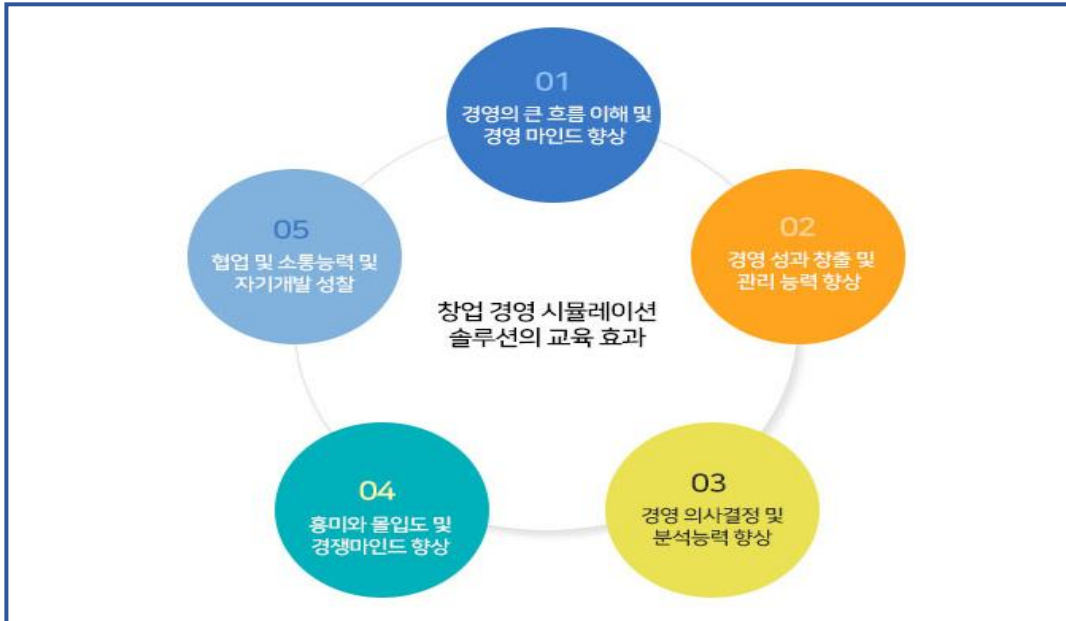 01
경영의 큰 흐름 이해 및
경영 마인드 향상
02
경영 성과 창출 및
관리 능력 향상
03
경영 의사결정 및
분석능력 향상
04
흥미와 몰입도 및
경쟁마인드 향상
05
협업 및 소통능력 및
자기개발 성찰
창업 경영 시뮬레이션
솔루션의 교육 효과